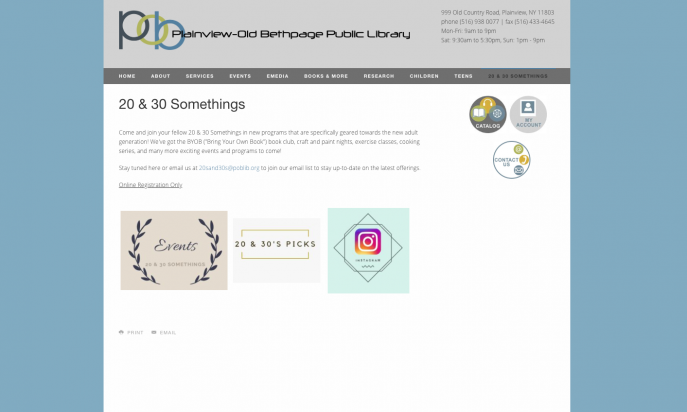 pob
Plainview-Old Bethpage Public Library
999 Old Country Road, Plainview, NY 11803
phone (516) 938 0077 | fax (516) 433-4645
Mon-Fri: 9am to 9pm
Sat: 9:30am to 5:30pm, Sun: 1pm - 9pm
HOME ABOUT SERVICES EVENTS EMEDIA BOOKS & MORE RESEARCH CHILDREN TEENS 20 & 30 SOMETHINGS
20 & 30 Somethings
CATALOG
MY
ACCOUNT
CONTACT
US
Come and join your fellow 20 & 30 Somethings in new programs that are specifically geared towards the new adult
generation! We've got the BYOB ("Bring Your Own Book") book club, craft and paint nights, exercise classes, cooking
series, and many more exciting events and programs to come!
Stay tuned here or email us at 20sand30s@poblib.org to join our email list to stay up-to-date on the latest offerings.
Online Registration Only
Events
20 & 30 SOMETHINGS
20 & 30'S PICKS
INSTAGRAM
PRINT EMAIL